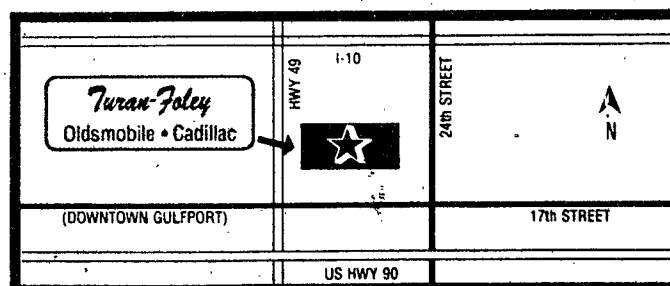 I-10
HWY 49
24th STREET
Turan-Foley
Oldsmobile • Cadillac
N
(DOWNTOWN GULFPORT)
17th STREET
US HWY 90